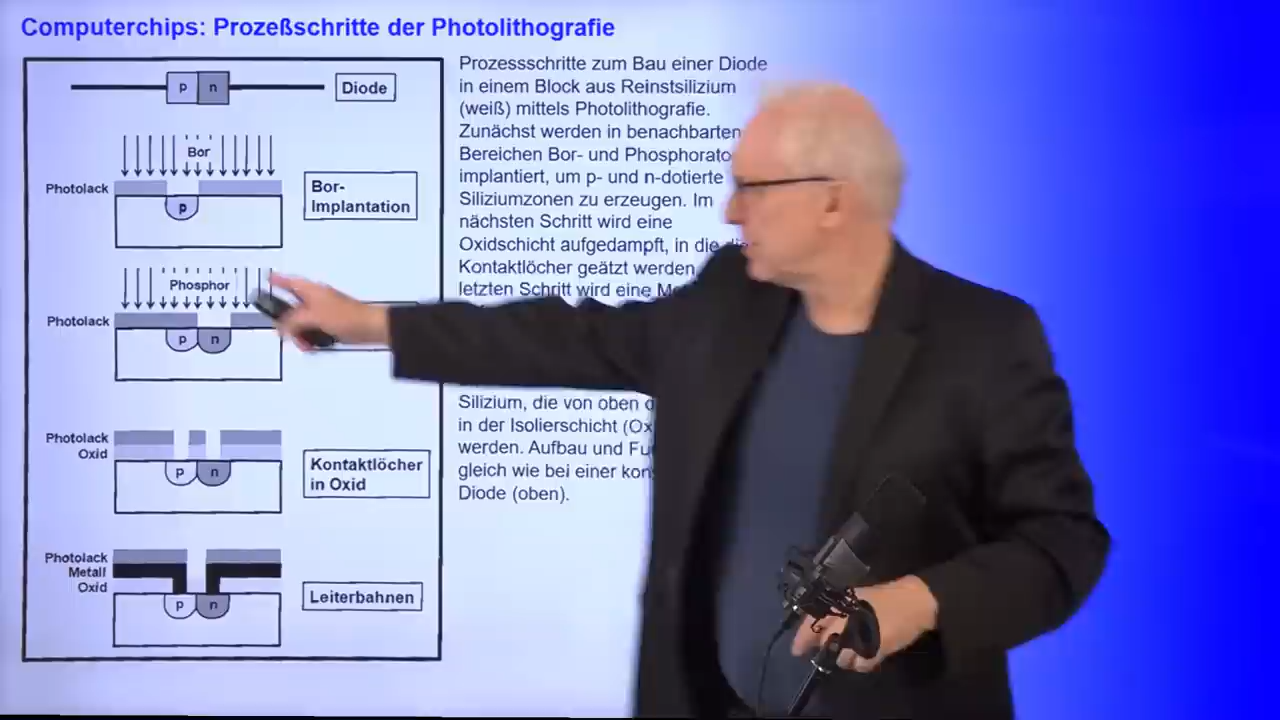 Computerchips: Prozeßschritte der Photolithografie
p n
Diode
Bor
Photolack
p
Bor-
Implantation
Phosphor
Photolack
p n
Photolack
Oxid
p n
Kontaktlöcher
in Oxid
Photolack
Metall
Oxid
p n
Leiterbahnen
Prozessschritte zum Bau einer Diode
in einem Block aus Reinstsilizium
(weiß) mittels Photolithografie.
Zunächst werden in benachbarten
Bereichen Bor- und
implantiert, um p- und n-dotierte
Siliziumzonen zu erzeugen. Im
nächsten Schritt wird eine
Oxidschicht aufgedampft, in die
Kontaktlöcher geätzt werden
letzten Schritt wird eine
Silizium, die von oben
in der Isolierschicht
werden. Aufbau und
gleich wie bei einer
Diode (oben).